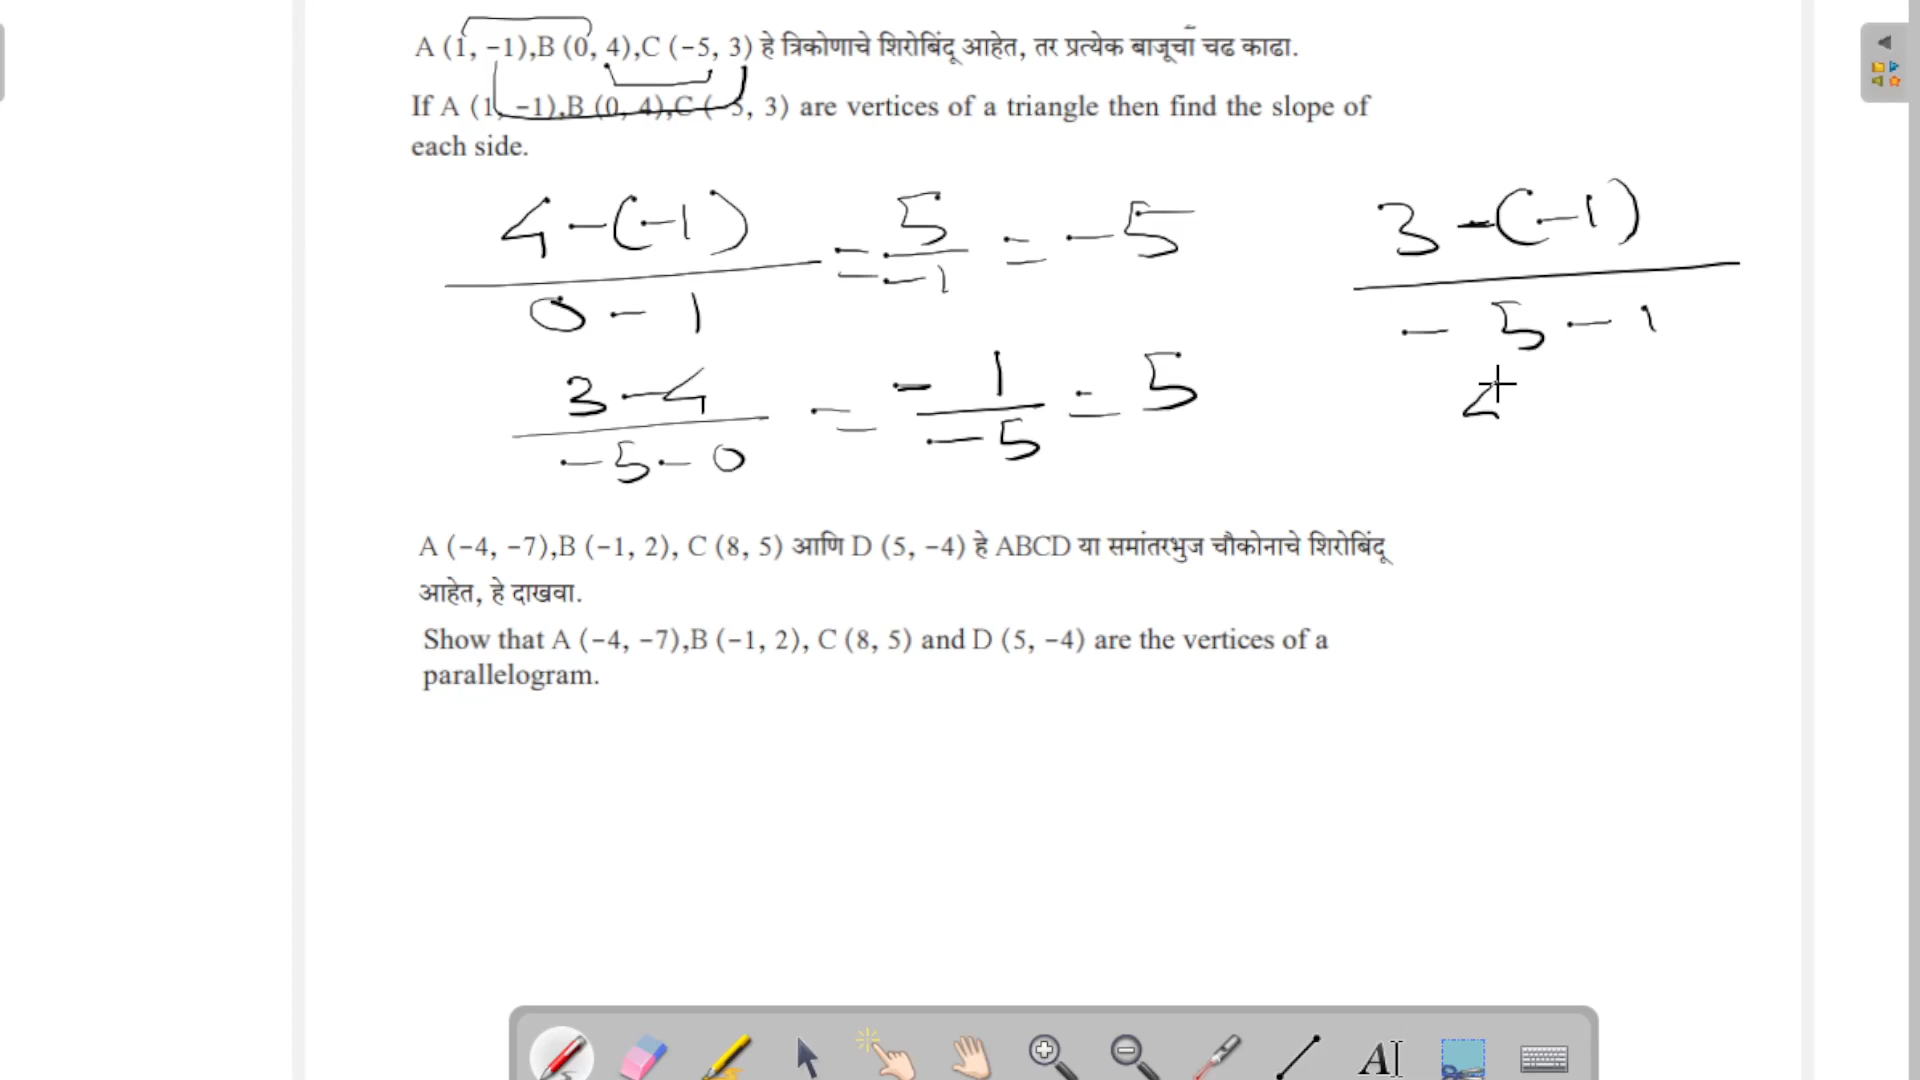 A (1, −1),B (0, 4),C (−5, 3) हे त्रिकोणाचे शिरोबिंदू आहेत, तर प्रत्येक बाजूचा चढ काढा.
If A (1, −1),B (0, 4),C (−5, 3) are vertices of a triangle then find the slope of
each side.
4-(-1)
0-1
= 5
-1
= -5
3-(-1)
-5-1
4
3-4
-5-0
= -1
-5
= 5
A (−4, −7),B (−1, 2), C (8, 5) आणि D (5, −4) हे ABCD या समांतरभुज चौकोनाचे शिरोबिंदू
आहेत, हे दाखवा.
Show that A (−4, −7),B (−1, 2), C (8, 5) and D (5, −4) are the vertices of a
parallelogram.